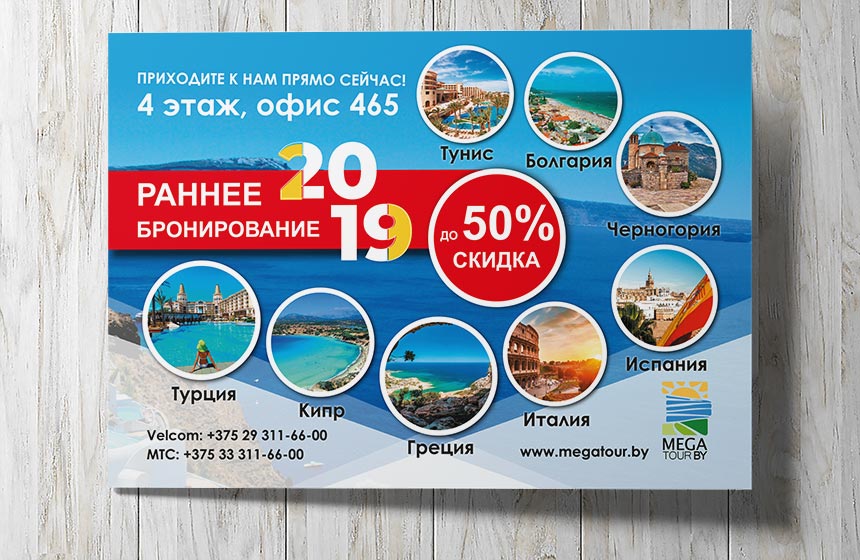 ПРИХОДИТЕ К НАМ ПРЯМО СЕЙЧАС!
4 этаж, офис 465
РАННЕЕ
БРОНИРОВАНИЕ
20
19
до 50%
СКИДКА
Тунис
Болгария
Черногория
Испания
Италия
Греция
Кипр
Турция
Velcom: +375 29 311-66-00
МТС: +375 33 311-66-00
www.megatour.by
MEGA
TOUR BY